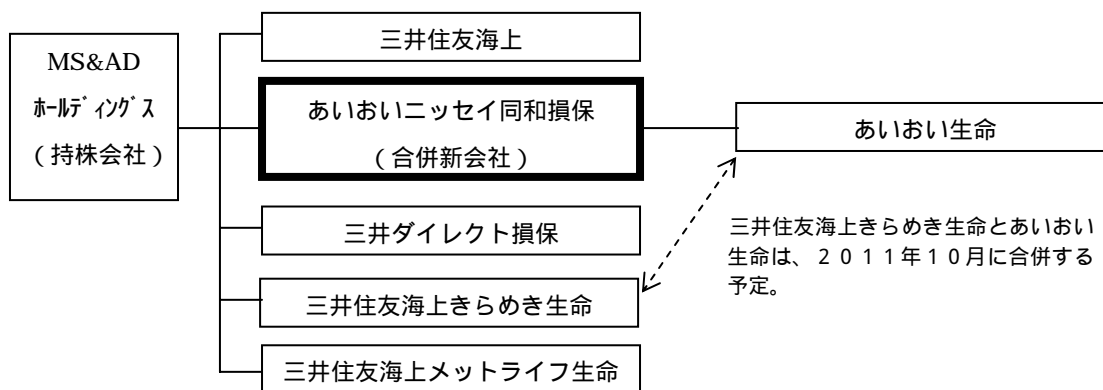 MS&AD
ﾎｰﾙﾃﾞｨﾝｸﾞｽ
（持株会社）
三井住友海上
あいおいニッセイ同和損保
（合併新会社）
三井ダイレクト損保
三井住友海上きらめき生命
三井住友海上メットライフ生命
あいおい生命
三井住友海上きらめき生命とあいおい
生命は、２０１１年１０月に合併する
予定。